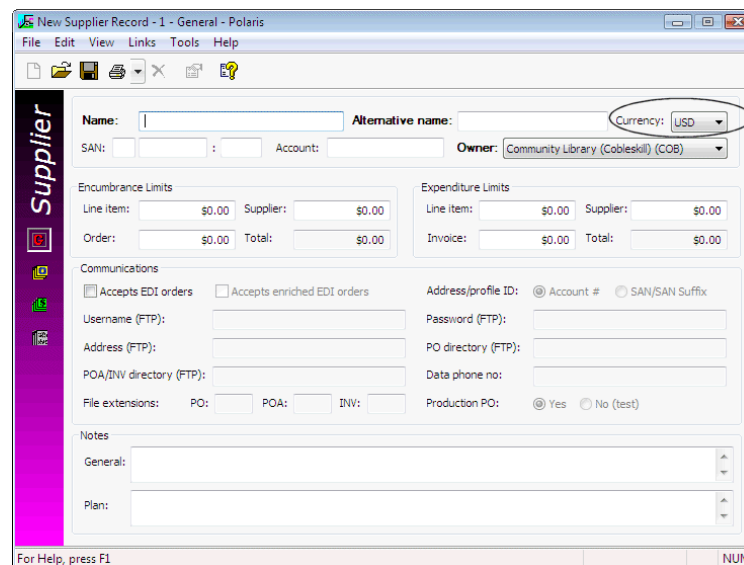 New Supplier Record - 1 - General - Polaris
File Edit View Links Tools Help
Supplier
Name: Alternative name: Currency: USD
SAN: : Account: Owner: Community Library (Cobleskill) (COB)
Encumbrance Limits Expenditure Limits
Line item: $0.00 Supplier: $0.00 Line item: $0.00 Supplier: $0.00
Order: $0.00 Total: $0.00 Invoice: $0.00 Total: $0.00
Communications
Accepts EDI orders Accepts enriched EDI orders Address/profile ID: Account # SAN/SAN Suffix
Username (FTP): Password (FTP):
Address (FTP): PO directory (FTP):
POA/INV directory (FTP): Data phone no:
File extensions: PO: POA: INV: Production PO: Yes No (test)
Notes
General:
Plan:
For Help, press F1 NUM